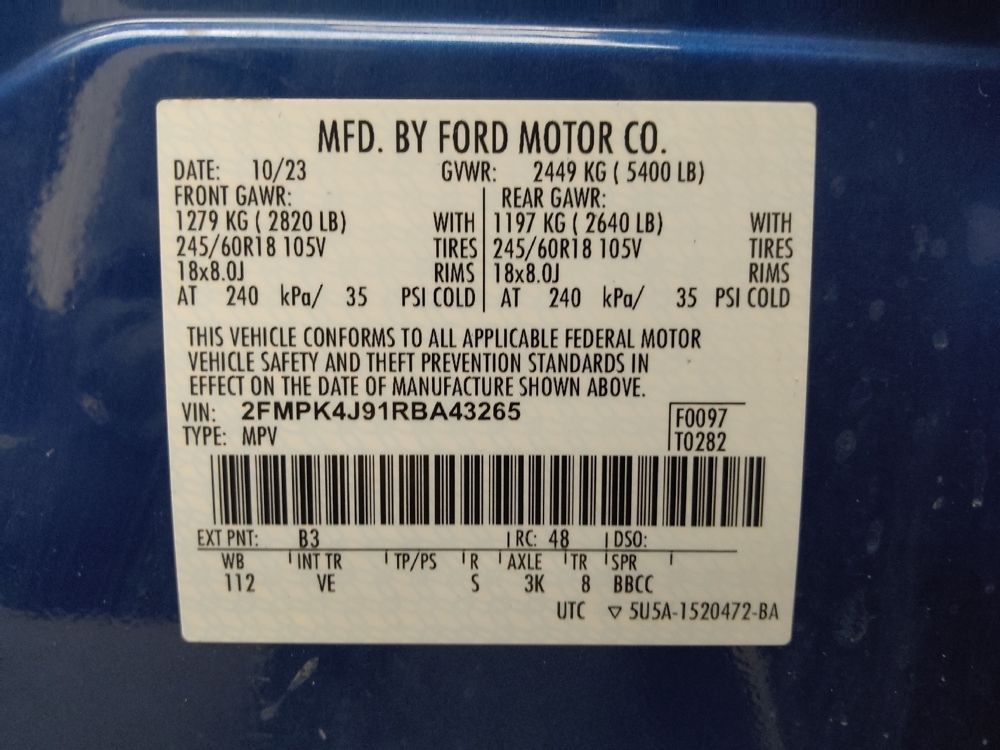 MFD. BY FORD MOTOR CO.
DATE: 10/23 GVWR: 2449 KG ( 5400 LB)
FRONT GAWR: REAR GAWR:
1279 KG ( 2820 LB) WITH 1197 KG ( 2640 LB) WITH
245/60R18 105V TIRES 245/60R18 105V TIRES
18x8.0J RIMS 18x8.0J RIMS
AT 240 kPa/ 35 PSI COLD AT 240 kPa/ 35 PSI COLD
THIS VEHICLE CONFORMS TO ALL APPLICABLE FEDERAL MOTOR
VEHICLE SAFETY AND THEFT PREVENTION STANDARDS IN
EFFECT ON THE DATE OF MANUFACTURE SHOWN ABOVE.
VIN: 2FMPK4J91RBA43265 F0097
TYPE: MPV T0282
EXT PNT: B3 RC: 48 DSO:
WB INT TR TP/PS R AXLE TR SPR
112 VE S 3K 8 BBCC
UTC ▽ 5U5A-1520472-BA